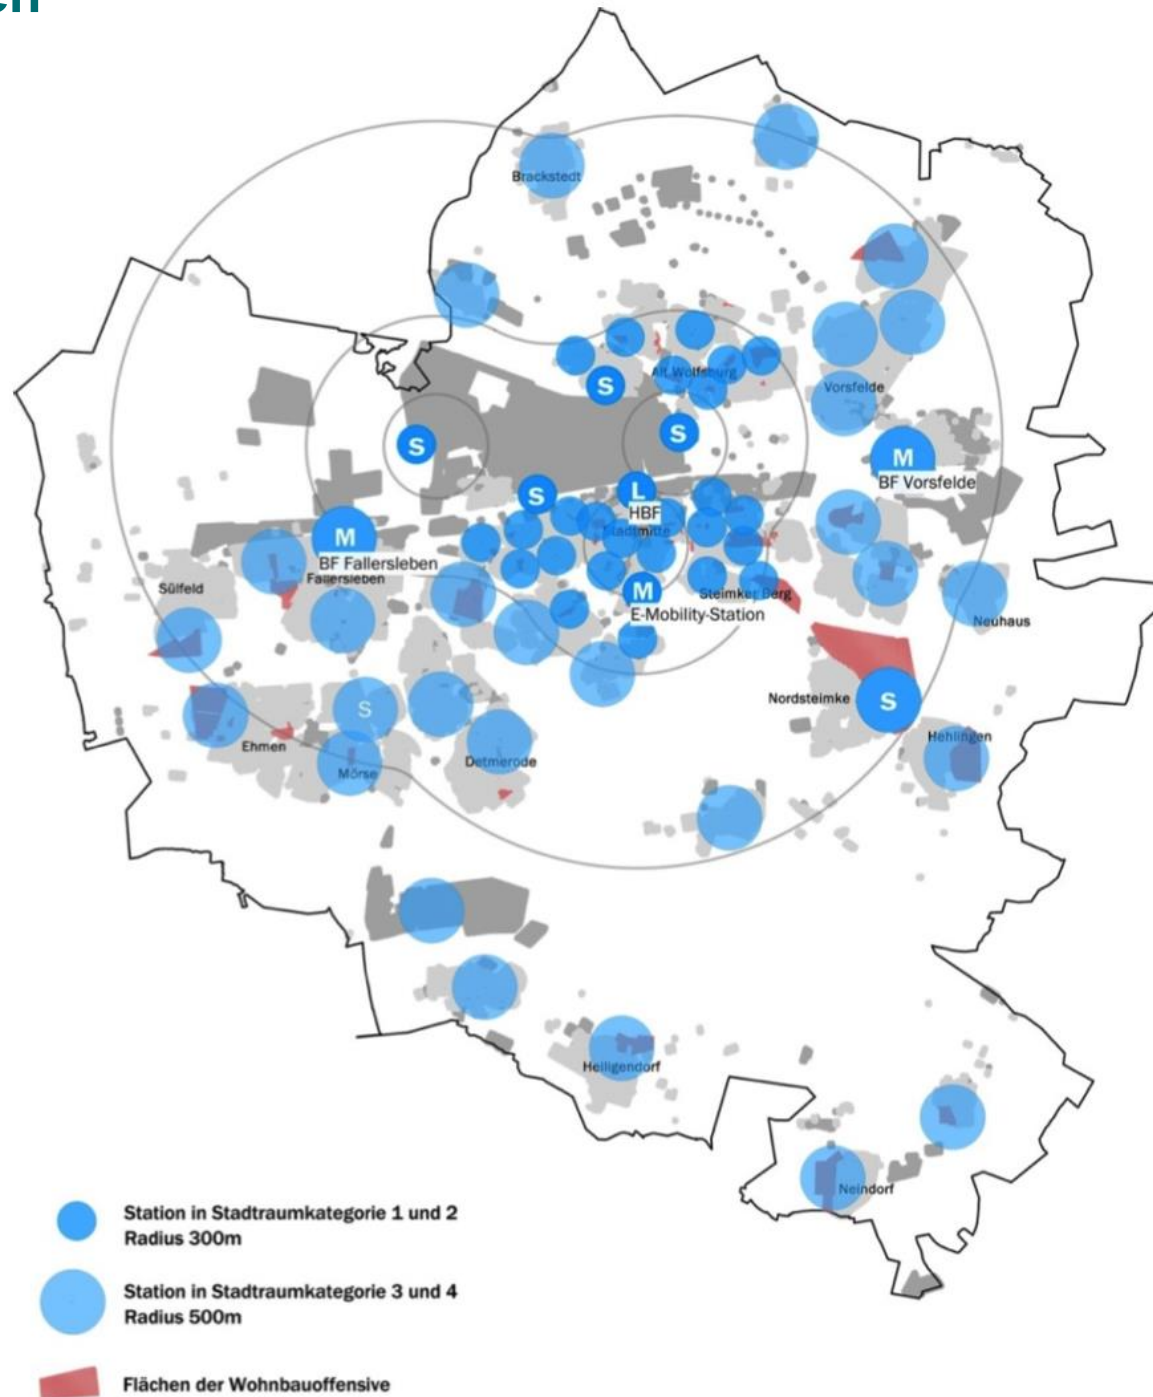 en
Brackstedt
Alt Wolfsburg
S
Vorsfelde
S
S
M
BF Vorsfelde
S
L
HBF
Stadtmitte
M
BF Fallersleben
Fallersleben
Sülfeld
M
Steimker Berg
E-Mobility-Station
Neuhaus
Nordsteimke
S
S
Ehmen
Hehlingen
Mörse
Detmerode
Heiligendorf
Neindorf
Station in Stadtraumkategorie 1 und 2
Radius 300m
Station in Stadtraumkategorie 3 und 4
Radius 500m
Flächen der Wohnbauoffensive